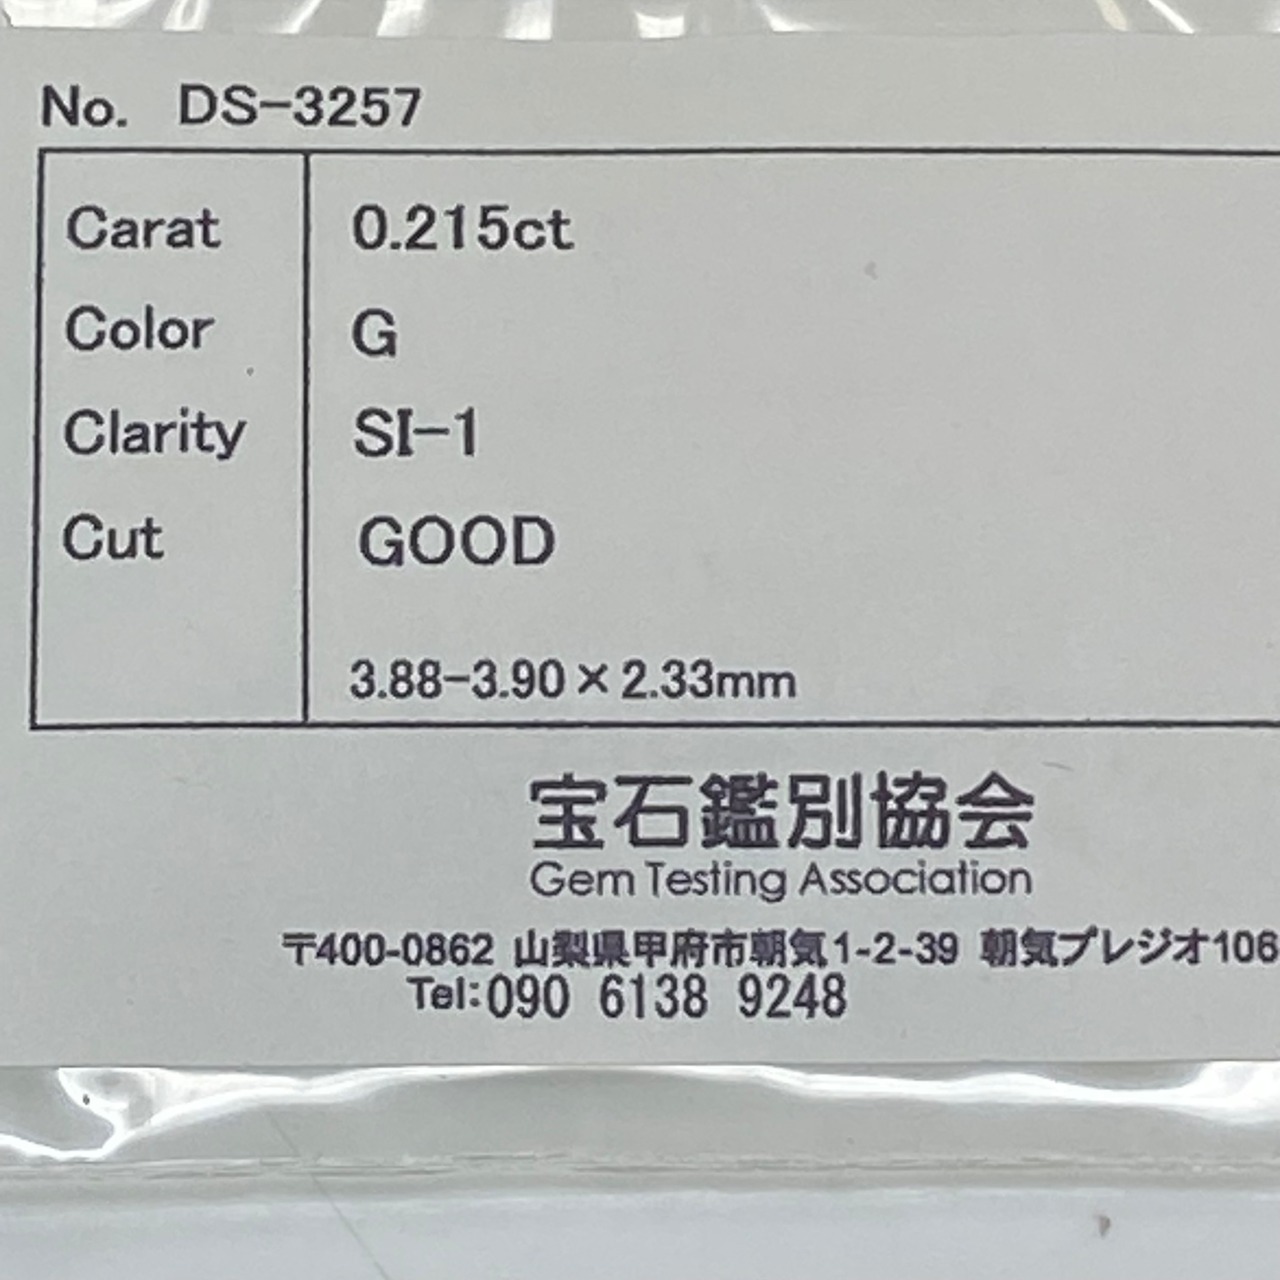 No. DS-3257
Carat 0.215ct
Color G
Clarity SI-1
Cut GOOD
3.88-3.90×2.33mm
宝石鑑別協会
Gem Testing Association
〒400-0862 山梨県甲府市朝気1-2-39 朝気プレジオ106
Tel:090 6138 9248